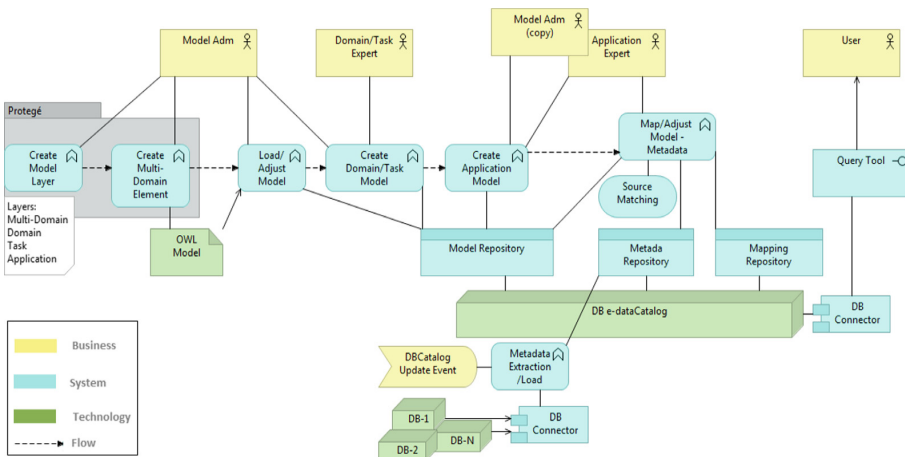 Model Adm
Domain/Task
Expert
Model Adm
(copy)
Application
Expert
User
Protegé
Create
Model
Layer
Create
Multi-
Domain
Element
Load/
Adjust
Model
Create
Domain/Task
Model
Create
Application
Model
Map/Adjust
Model -
Metadata
Query Tool
Source
Matching
Layers:
Multi-Domain
Domain
Task
Application
OWL
Model
Model Repository
Metada
Repository
Mapping
Repository
DB e-dataCatalog
DB
Connector
Business
System
Technology
Flow
DBCatalog
Update Event
Metadata
Extraction
/Load
DB-1
DB-2
DB-N
DB
Connector